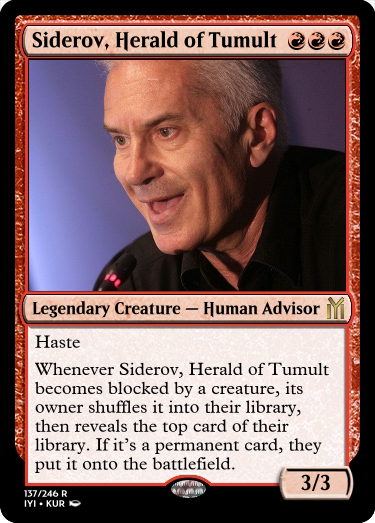 Siderov, Herald of Tumult
Legendary Creature — Human Advisor
Haste
Whenever Siderov, Herald of Tumult
becomes blocked by a creature, its
owner shuffles it into their library,
then reveals the top card of their
library. If it's a permanent card, they
put it onto the battlefield.
3/3
137/246 R
IYI • KUR